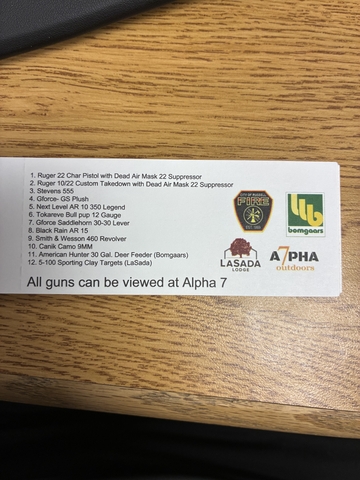 1. Ruger 22 Char Pistol with Dead Air Mask 22 Suppressor
2. Ruger 10/22 Custom Takedown with Dead Air Mask 22 Suppressor
3. Stevens 555
4. Gforce- GS Plush
5. Next Level AR 10 350 Legend
6. Tokareve Bull pup 12 Gauge
7. Gforce Saddlehorn 30-30 Lever
8. Black Rain AR 15
9. Smith & Wesson 460 Revolver
10. Canik Camo 9MM
11. American Hunter 30 Gal. Deer Feeder (Bomgaars)
12. 5-100 Sporting Clay Targets (LaSada)
All guns can be viewed at Alpha 7
FIRE
bomgaars
LASADA
LODGE
A7PHA
outdoors